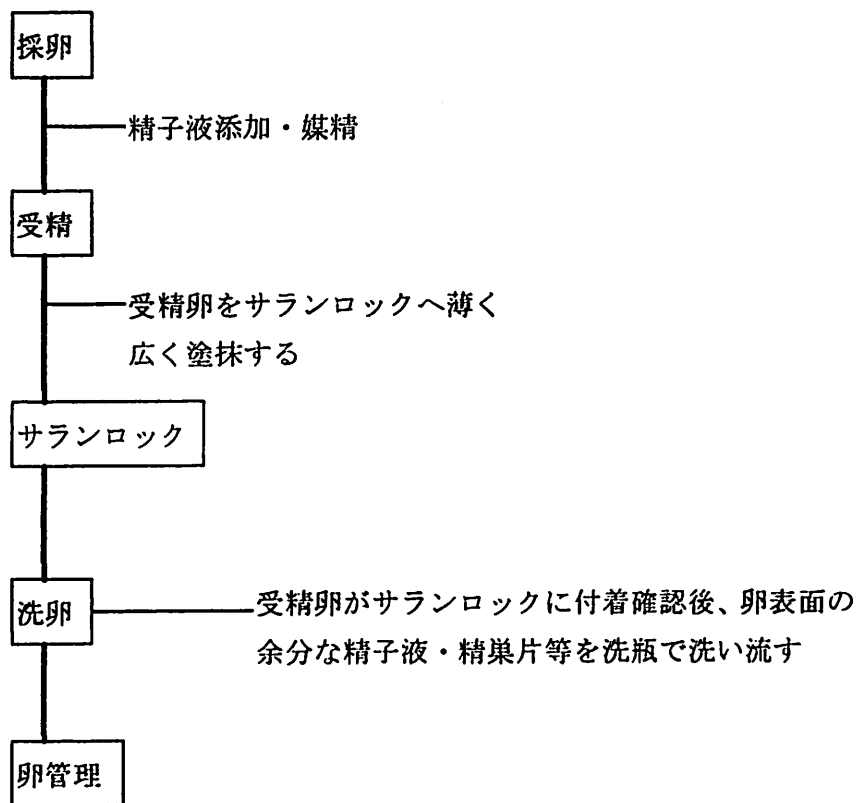 採卵
精子液添加・媒精
受精
受精卵をサランロックへ薄く
広く塗抹する
サランロック
洗卵
受精卵がサランロックに付着確認後、卵表面の
余分な精子液・精巣片等を洗瓶で洗い流す
卵管理